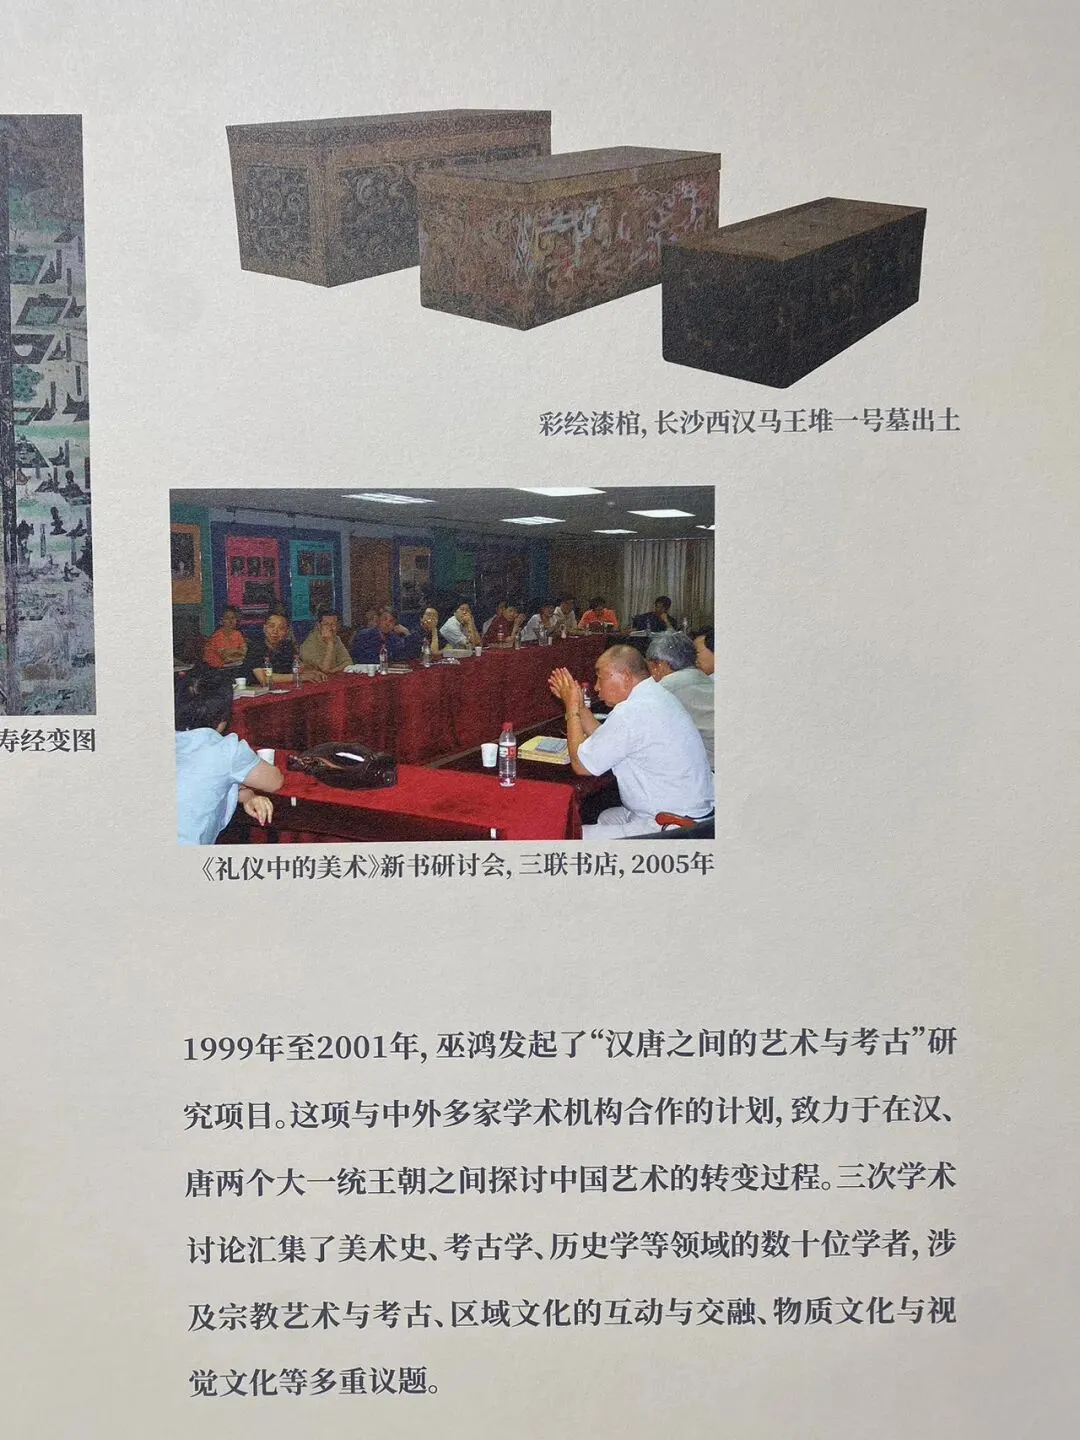 彩绘漆棺, 长沙西汉马王堆一号墓出土
寿经变图
《礼仪中的美术》新书研讨会, 三联书店, 2005年
1999年至2001年, 巫鸿发起了“汉唐之间的艺术与考古”研
究项目。这项与中外多家学术机构合作的计划, 致力于在汉、
唐两个大一统王朝之间探讨中国艺术的转变过程。三次学术
讨论汇集了美术史、考古学、历史学等领域的数十位学者, 涉
及宗教艺术与考古、区域文化的互动与交融、物质文化与视
觉文化等多重议题。